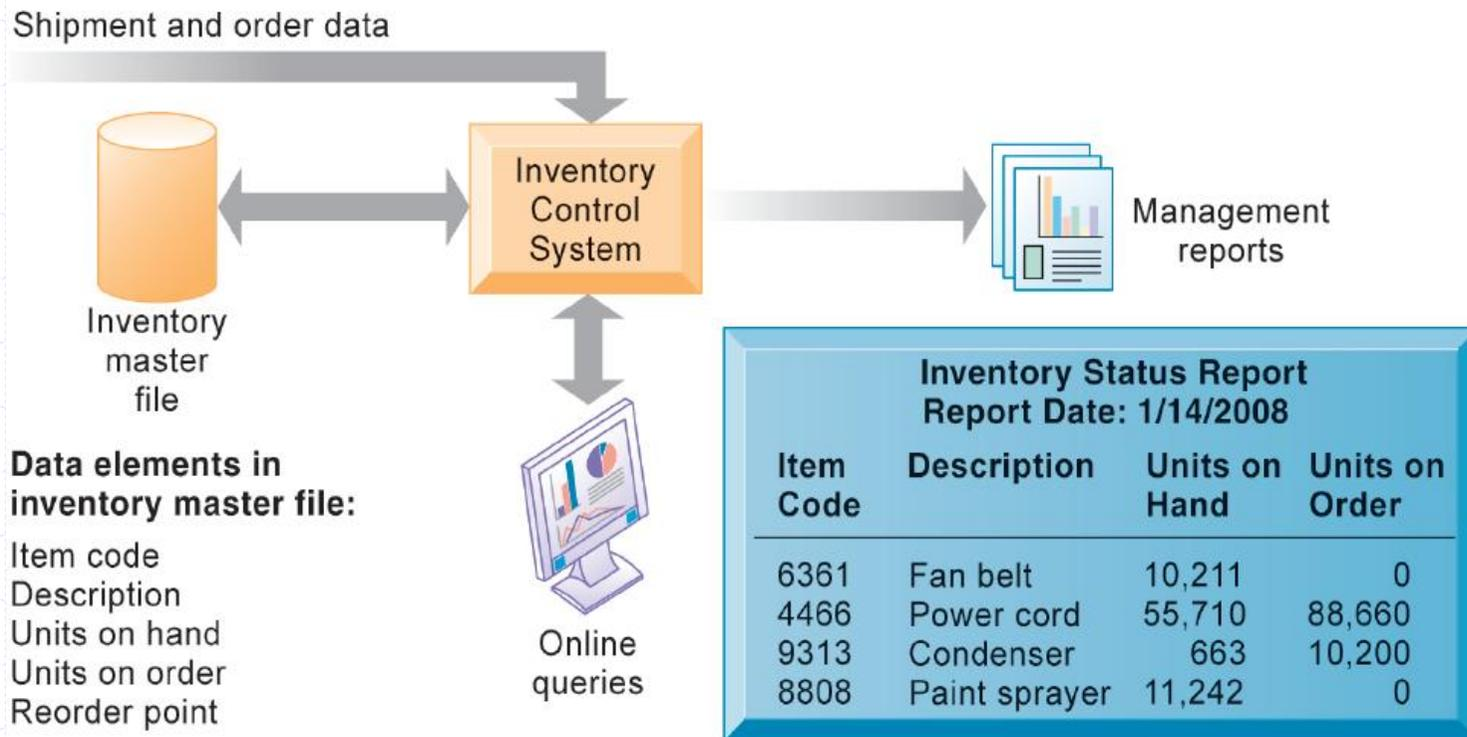 Shipment and order data
Inventory
Control
System
Management
reports
Inventory
master
file
Data elements in
inventory master file:
Item code
Description
Units on hand
Units on order
Reorder point
Online
queries
Inventory Status Report
Report Date: 1/14/2008
Item Description Units on Units on
Code Hand Order
6361 Fan belt 10,211 0
4466 Power cord 55,710 88,660
9313 Condenser 663 10,200
8808 Paint sprayer 11,242 0